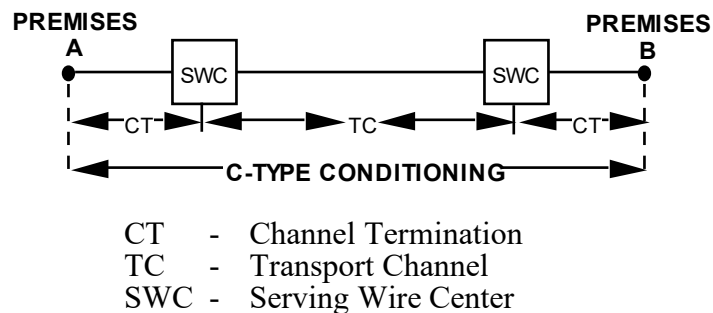 PREMISES
A
PREMISES
B
SWC
SWC
CT
TC
CT
C-TYPE CONDITIONING
CT - Channel Termination
TC - Transport Channel
SWC - Serving Wire Center